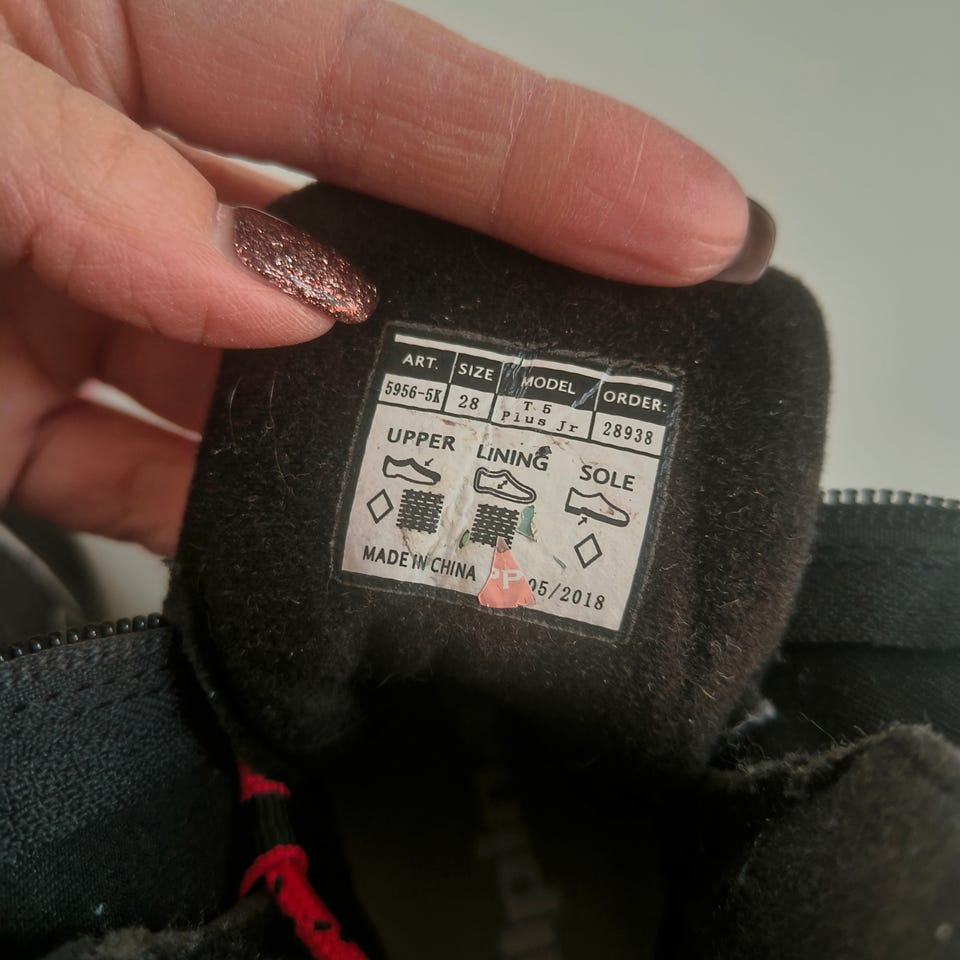 ART. SIZE MODEL ORDER:
5956-5K 28 T 5 Plus Jr 28938
UPPER LINING SOLE
MADE IN CHINA 05/2018